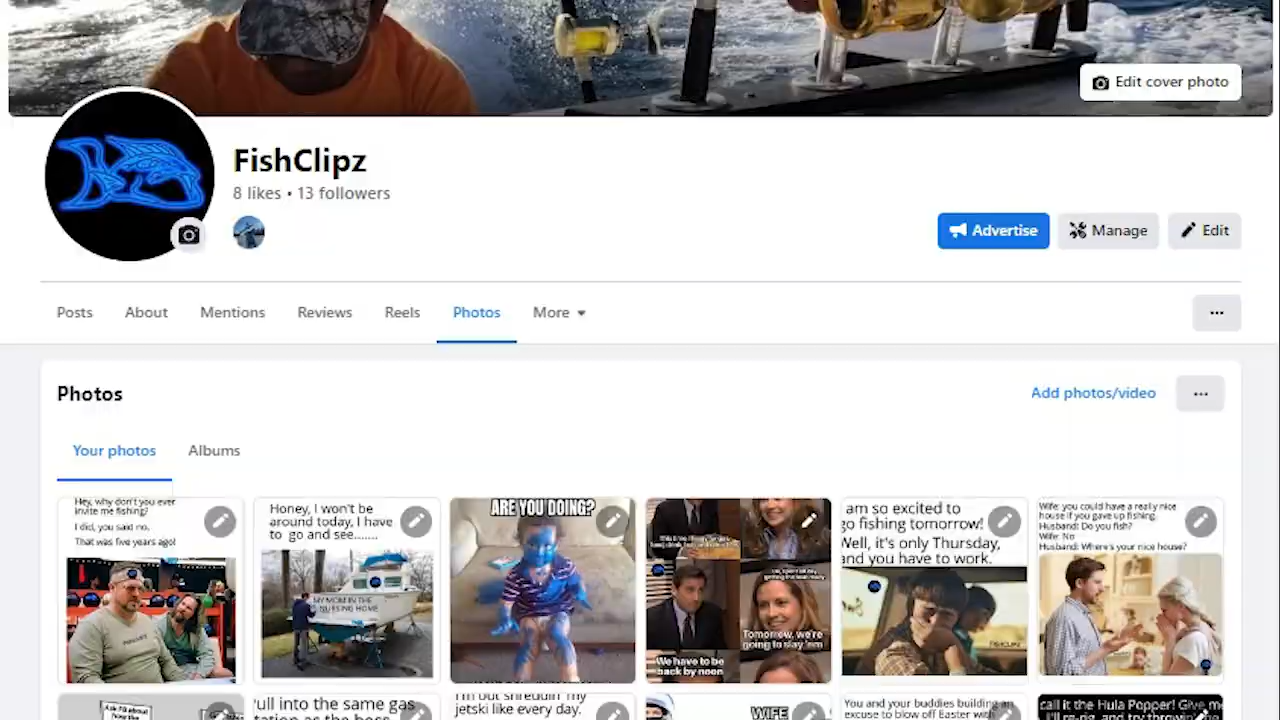 Edit cover photo
FishClipz
8 likes • 13 followers
Advertise
Manage
Edit
Posts
About
Mentions
Reviews
Reels
Photos
More
Photos
Add photos/video
Your photos
Albums
Hey, why don't you ever
invite me fishing?
I did, you said no.
That was five years ago!
Honey, I won't be
around today, I have
to go and see.......
MY MOM IN THE
NURSING HOME
ARE YOU DOING?
We have to be
back by noon
Tomorrow, we're
going to slay 'em
am so excited to
go fishing tomorrow!
Well, it's only Thursday,
and you have to work.
FISHCLIPZ
Wife: you could have a really nice
house if you gave up fishing.
Husband: Do you fish?
Wife: No
Husband: Where's your nice house?
Ask FB about
ull into the same gas
I'm out shreddin' my
jetski like every day.
WIFE
You and your buddies building an
excuse to blow off Easter with
call it the Hula Popper! Give me